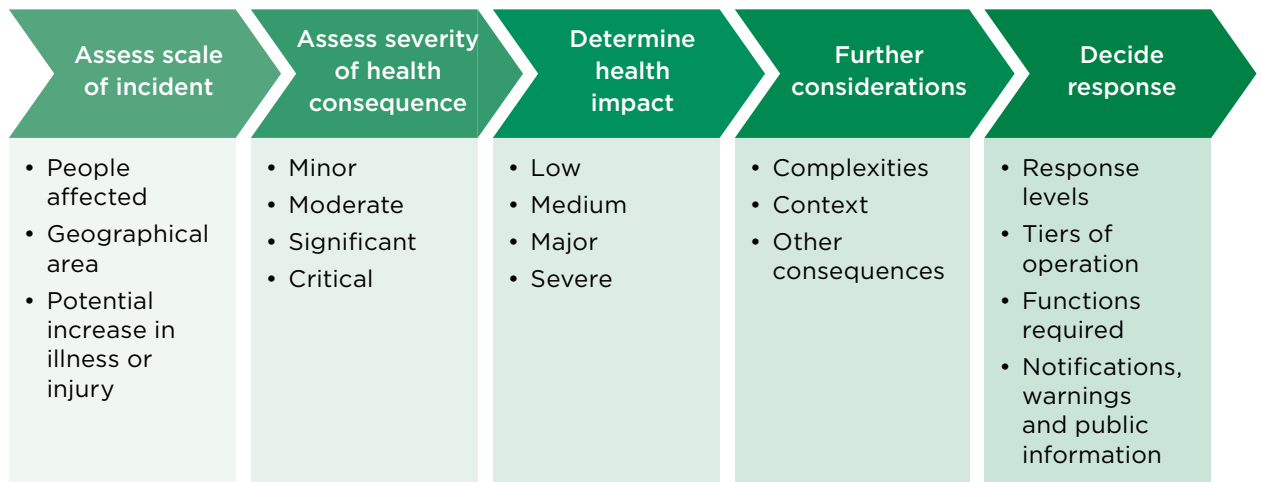 Assess scale
of incident
• People
affected
• Geographical
area
• Potential
increase in
illness or
injury
Assess severity
of health
consequence
• Minor
• Moderate
• Significant
• Critical
Determine
health
impact
• Low
• Medium
• Major
• Severe
Further
considerations
• Complexities
• Context
• Other
consequences
Decide
response
• Response
levels
• Tiers of
operation
• Functions
required
• Notifications,
warnings
and public
information